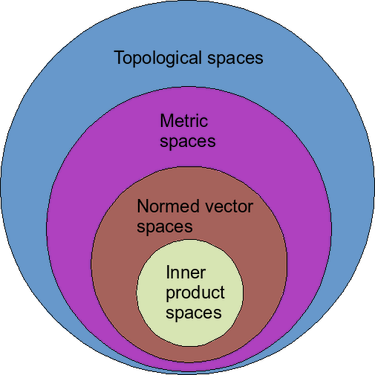 Topological spaces
Metric
spaces
Normed vector
spaces
Inner
product
spaces